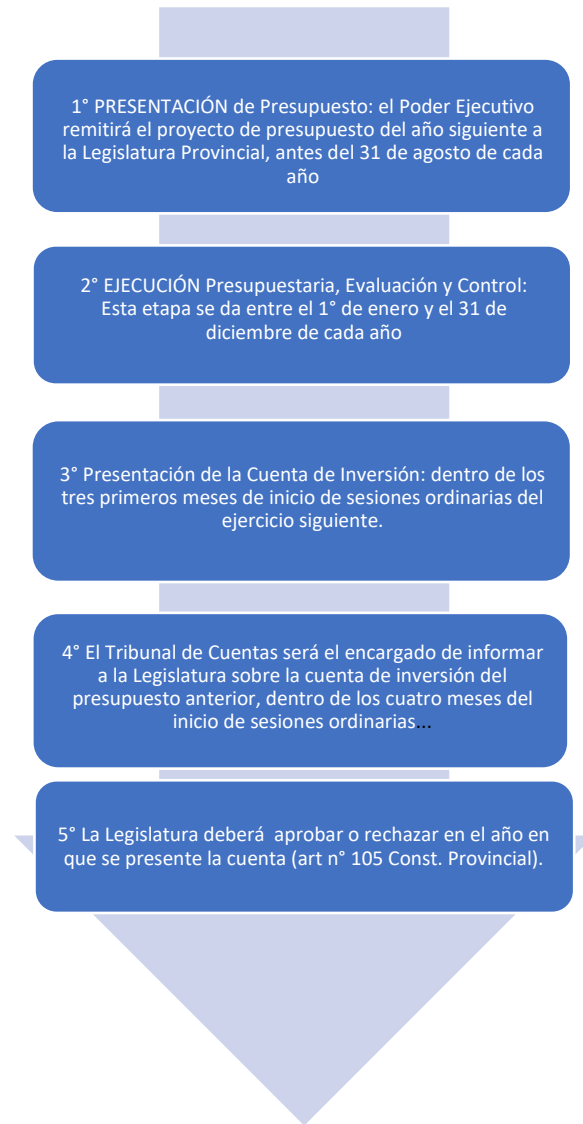 1° PRESENTACIÓN de Presupuesto: el Poder Ejecutivo
remitirá el proyecto de presupuesto del año siguiente a
la Legislatura Provincial, antes del 31 de agosto de cada
año
2° EJECUCIÓN Presupuestaria, Evaluación y Control:
Esta etapa se da entre el 1° de enero y el 31 de
diciembre de cada año
3° Presentación de la Cuenta de Inversión: dentro de los
tres primeros meses de inicio de sesiones ordinarias del
ejercicio siguiente.
4° El Tribunal de Cuentas será el encargado de informar
a la Legislatura sobre la cuenta de inversión del
presupuesto anterior, dentro de los cuatro meses del
inicio de sesiones ordinarias...
5° La Legislatura deberá  aprobar o rechazar en el año en
que se presente la cuenta (art n° 105 Const. Provincial).